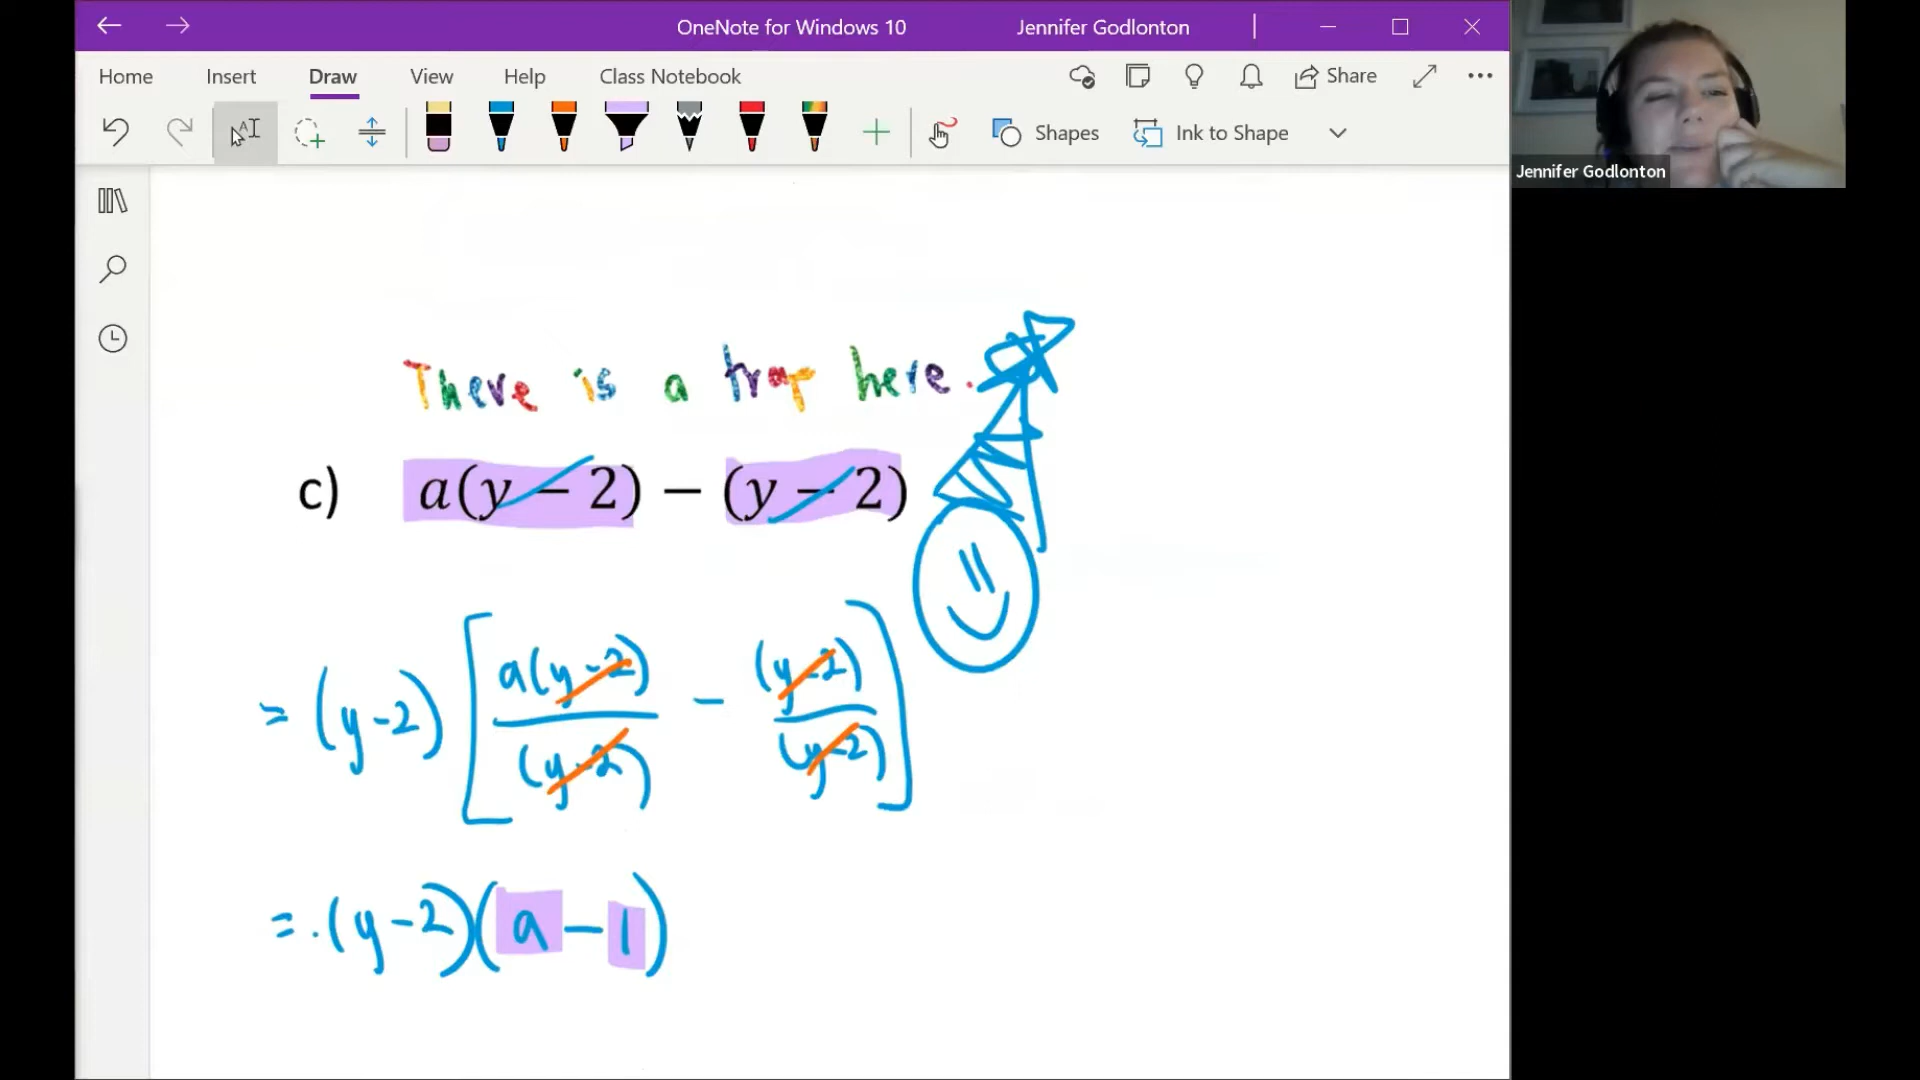 OneNote for Windows 10 Jennifer Godlonton
Home Insert Draw View Help Class Notebook Share
Shapes Ink to Shape
Jennifer Godlonton
There is a trap here.
c) a(y − 2) − (y − 2)
= (y-2) [a(y-2)/(y-2) - (y-2)/(y-2)]
= (y-2)(a-1)